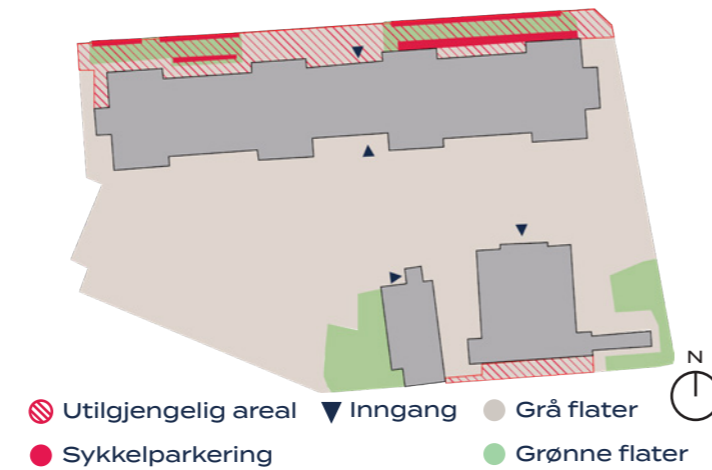 N
Utilgjengelig areal Inngang Grå flater
Sykkelparkering Grønne flater